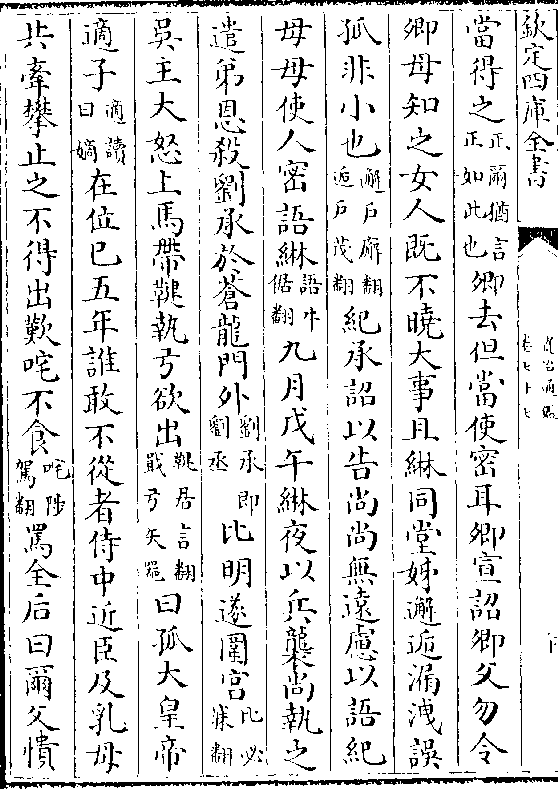 欽定四庫全書
資治通鑑
卷七十七
當得之正爾猶言正如此也卿去但當使密耳卿宣詔卿父勿令
卿母知之女人既不曉大事且綝同堂姊邂逅漏洩誤
孤非小也邂戶廨翻逅戶茂翻紀承詔以告尚尚無遠慮以語紀
母母使人密語綝語牛倨翻九月戊午綝夜以兵襲尚執之
遣弟恩殺劉承於蒼龍門外劉承即劉丞比明遂圍宮比必寐翻
吳主大怒上馬帶鞬執弓欲出鞬居言翻戢弓矢器曰孤大皇帝
適子適讀曰嫡在位已五年誰敢不從者侍中近臣及乳母
共牽攀止之不得出歎咤不食咤陟駕翻罵全后曰爾父憒